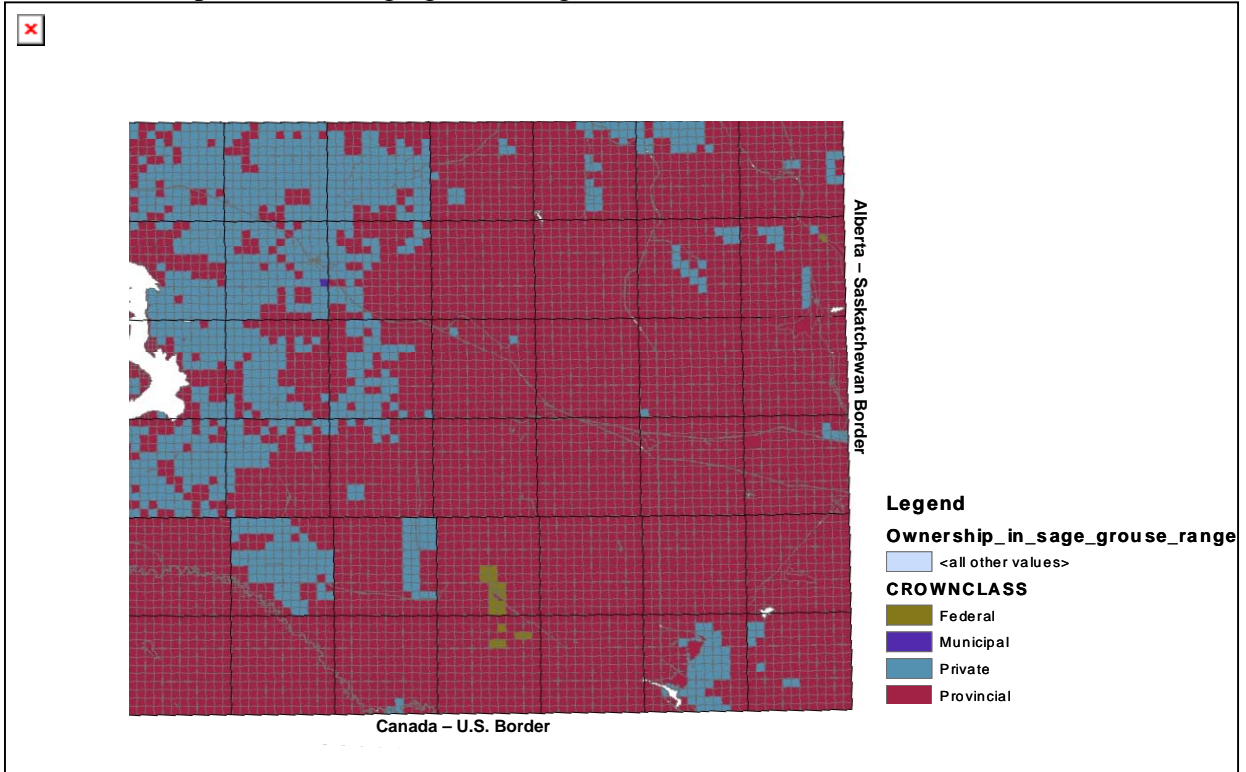 Alberta – Saskatchewan Border
Legend
Ownership_in_sage_grouse_range
<all other values>
CROWNCLASS
Federal
Municipal
Private
Provincial
Canada – U.S. Border